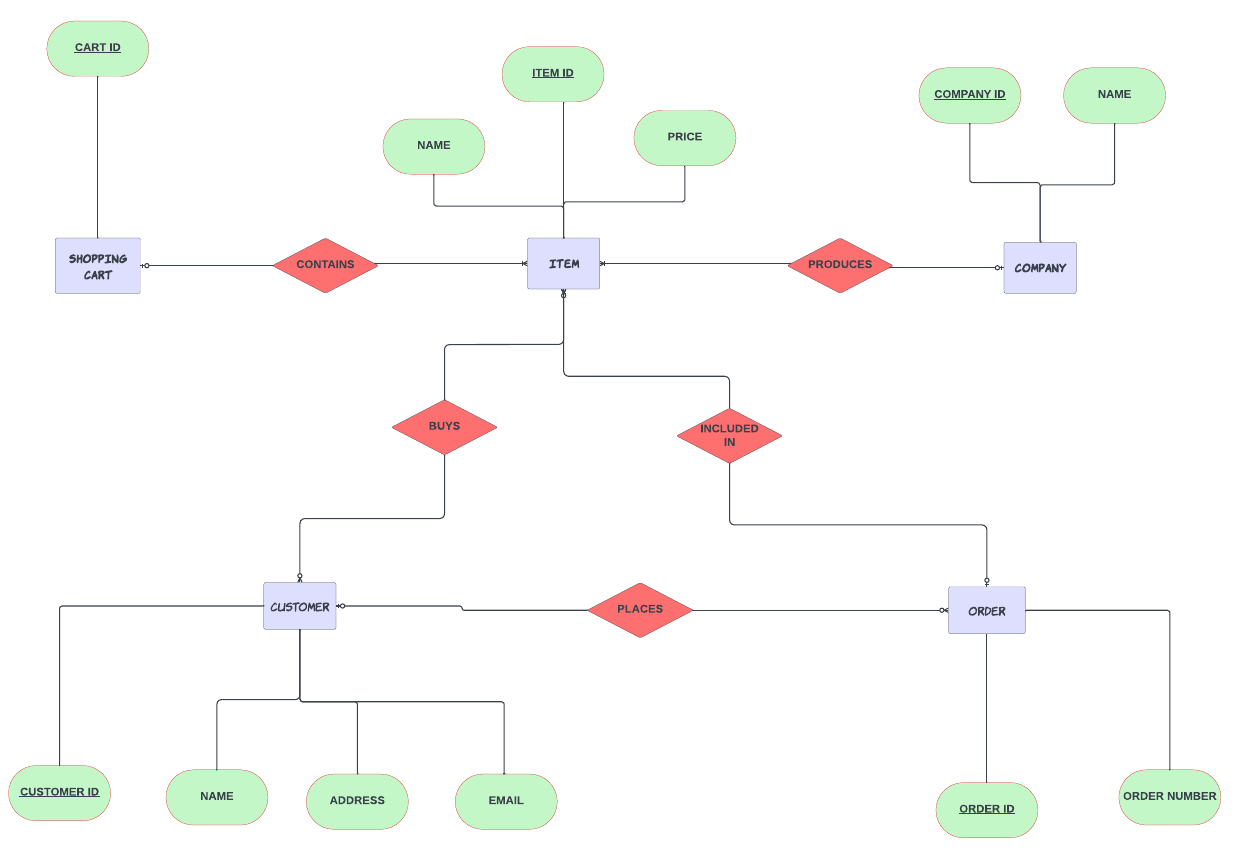 CART ID
ITEM ID
COMPANY ID
NAME
PRICE
NAME
SHOPPING
CART
CONTAINS
ITEM
PRODUCES
COMPANY
BUYS
INCLUDED
IN
CUSTOMER
PLACES
ORDER
CUSTOMER ID
NAME
ADDRESS
EMAIL
ORDER ID
ORDER NUMBER